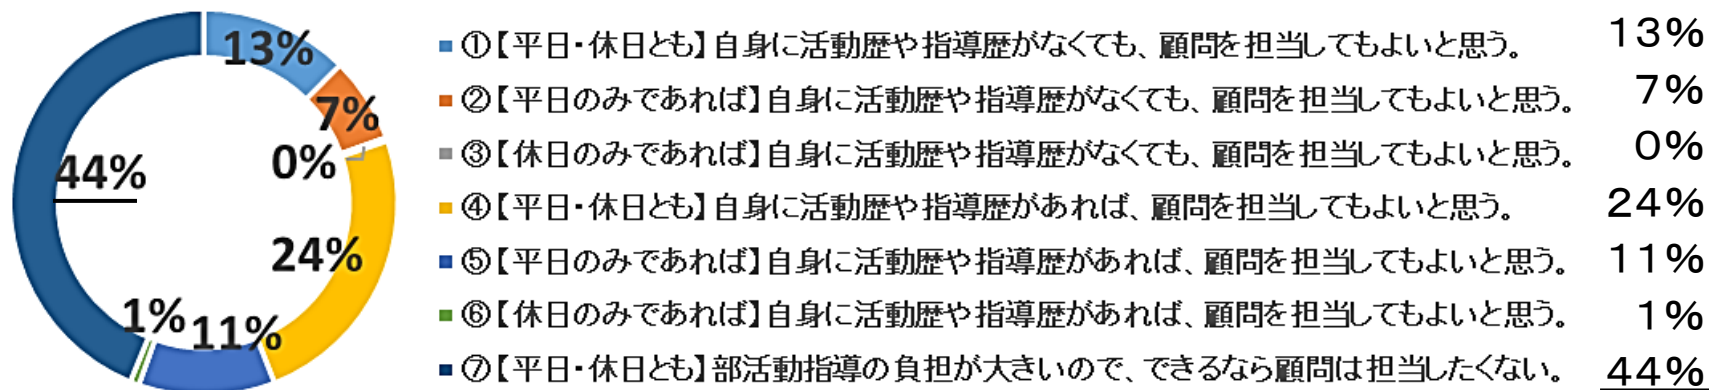 13%
7%
0%
44%
24%
1%
11%
①【平日・休日とも】自身に活動歴や指導歴がなくても、顧問を担当してもよいと思う。 13%
②【平日のみであれば】自身に活動歴や指導歴がなくても、顧問を担当してもよいと思う。 7%
③【休日のみであれば】自身に活動歴や指導歴がなくても、顧問を担当してもよいと思う。 0%
④【平日・休日とも】自身に活動歴や指導歴があれば、顧問を担当してもよいと思う。 24%
⑤【平日のみであれば】自身に活動歴や指導歴があれば、顧問を担当してもよいと思う。 11%
⑥【休日のみであれば】自身に活動歴や指導歴があれば、顧問を担当してもよいと思う。 1%
⑦【平日・休日とも】部活動指導の負担が大きいので、できるなら顧問は担当したくない。 44%